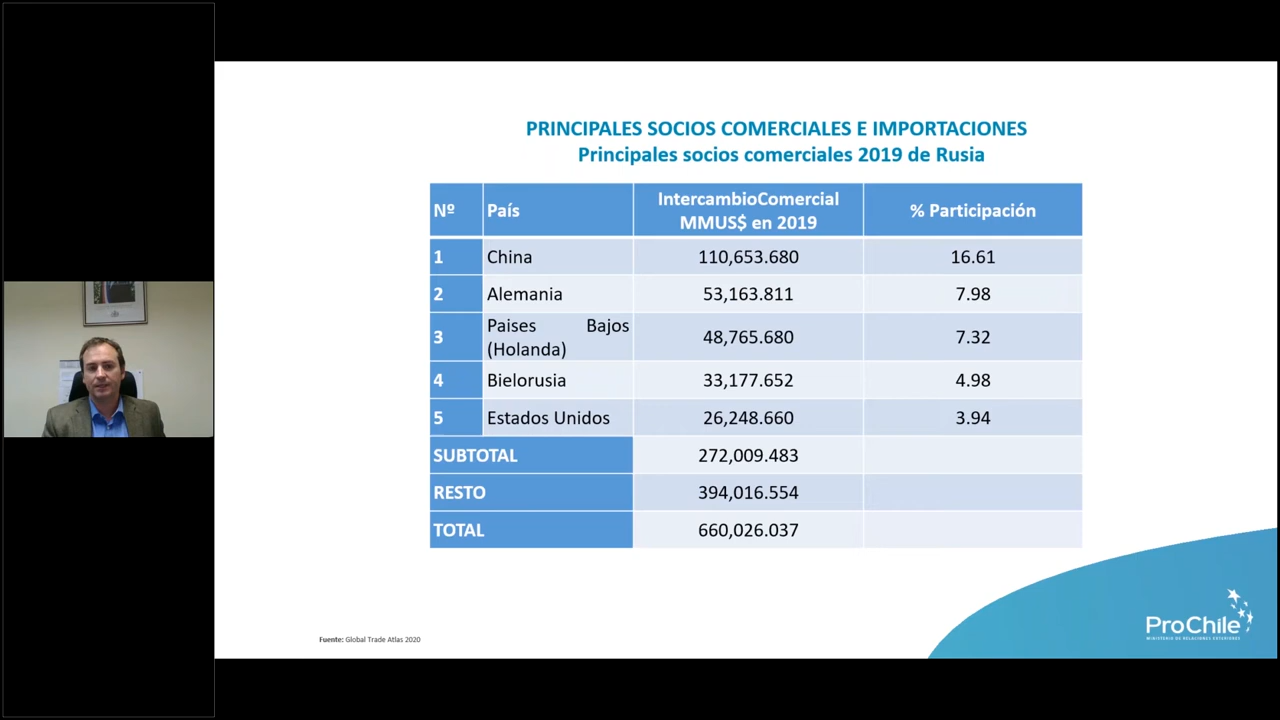 PRINCIPALES SOCIOS COMERCIALES E IMPORTACIONES
Principales socios comerciales 2019 de Rusia
Nº País IntercambioComercial MMUS$ en 2019 % Participación
1 China 110,653.680 16.61
2 Alemania 53,163.811 7.98
3 Paises Bajos (Holanda) 48,765.680 7.32
4 Bielorusia 33,177.652 4.98
5 Estados Unidos 26,248.660 3.94
SUBTOTAL 272,009.483
RESTO 394,016.554
TOTAL 660,026.037
Fuente: Global Trade Atlas 2020
ProChile
MINISTERIO DE RELACIONES EXTERIORES